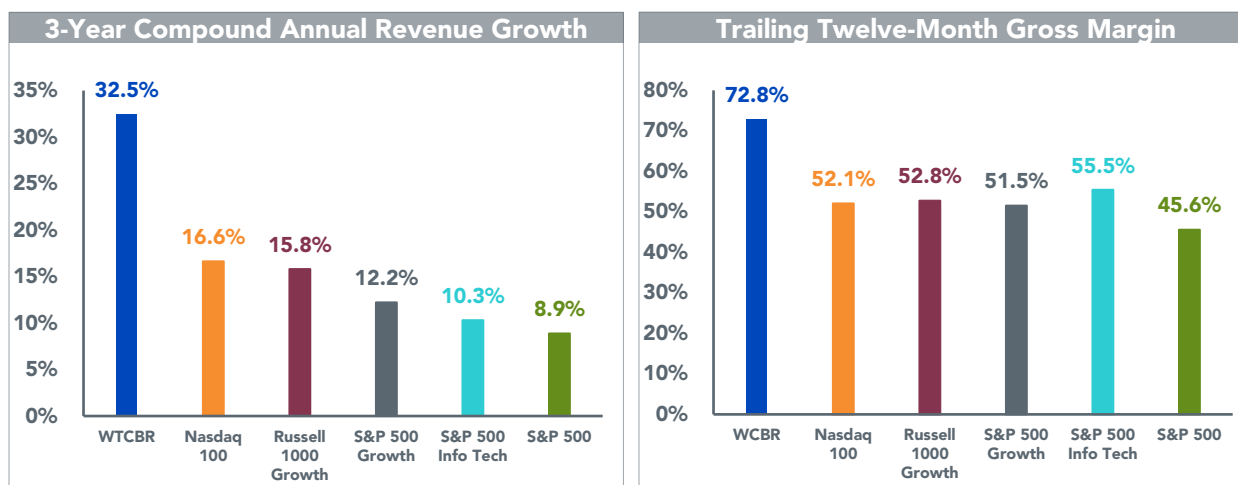 3-Year Compound Annual Revenue Growth
35%
30%
25%
20%
15%
10%
5%
0%
32.5%
16.6%
15.8%
12.2%
10.3%
8.9%
WTCBR
Nasdaq
100
Russell
1000
Growth
S&P 500
Growth
S&P 500
Info Tech
S&P 500
Trailing Twelve-Month Gross Margin
80%
70%
60%
50%
40%
30%
20%
10%
0%
72.8%
52.1%
52.8%
51.5%
55.5%
45.6%
WCBR
Nasdaq
100
Russell
1000
Growth
S&P 500
Growth
S&P 500
Info Tech
S&P 500